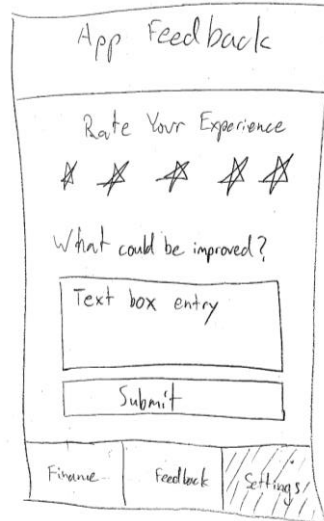 App Feedback
Rate Your Experience
What could be improved?
Text box entry
Submit
Finance
Feedback
Settings